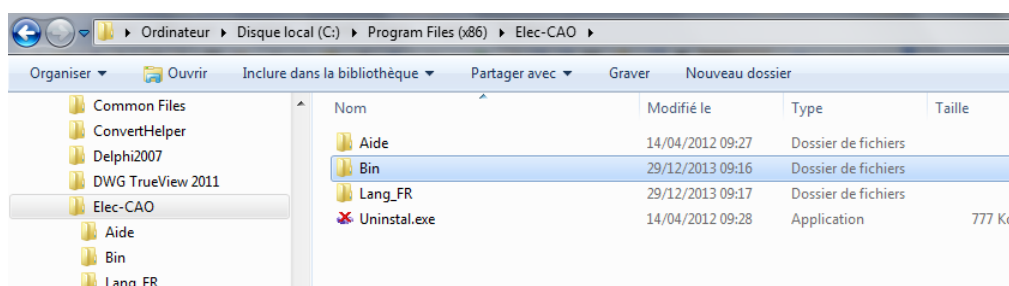 Ordinateur Disque local (C:) Program Files (x86) Elec-CAO
Organiser Ouvrir Inclure dans la bibliothèque Partager avec Graver Nouveau dossier
Common Files
ConvertHelper
Delphi2007
DWG TrueView 2011
Elec-CAO
Aide
Bin
Lang_FR
Nom Modifié le Type Taille
Aide 14/04/2012 09:27 Dossier de fichiers
Bin 29/12/2013 09:16 Dossier de fichiers
Lang_FR 29/12/2013 09:17 Dossier de fichiers
Uninstal.exe 14/04/2012 09:28 Application 777 Ko